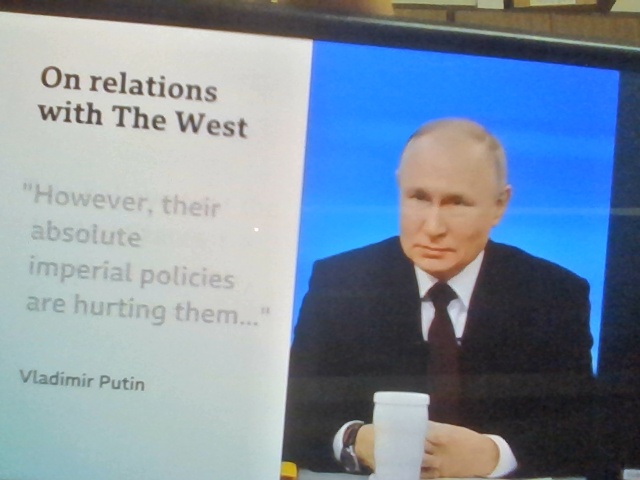 On relations
with The West
"However, their
absolute
imperial policies
are hurting them..."
Vladimir Putin